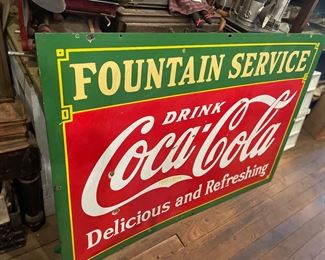 FOUNTAIN SERVICE
DRINK
Coca-Cola
Delicious and Refreshing